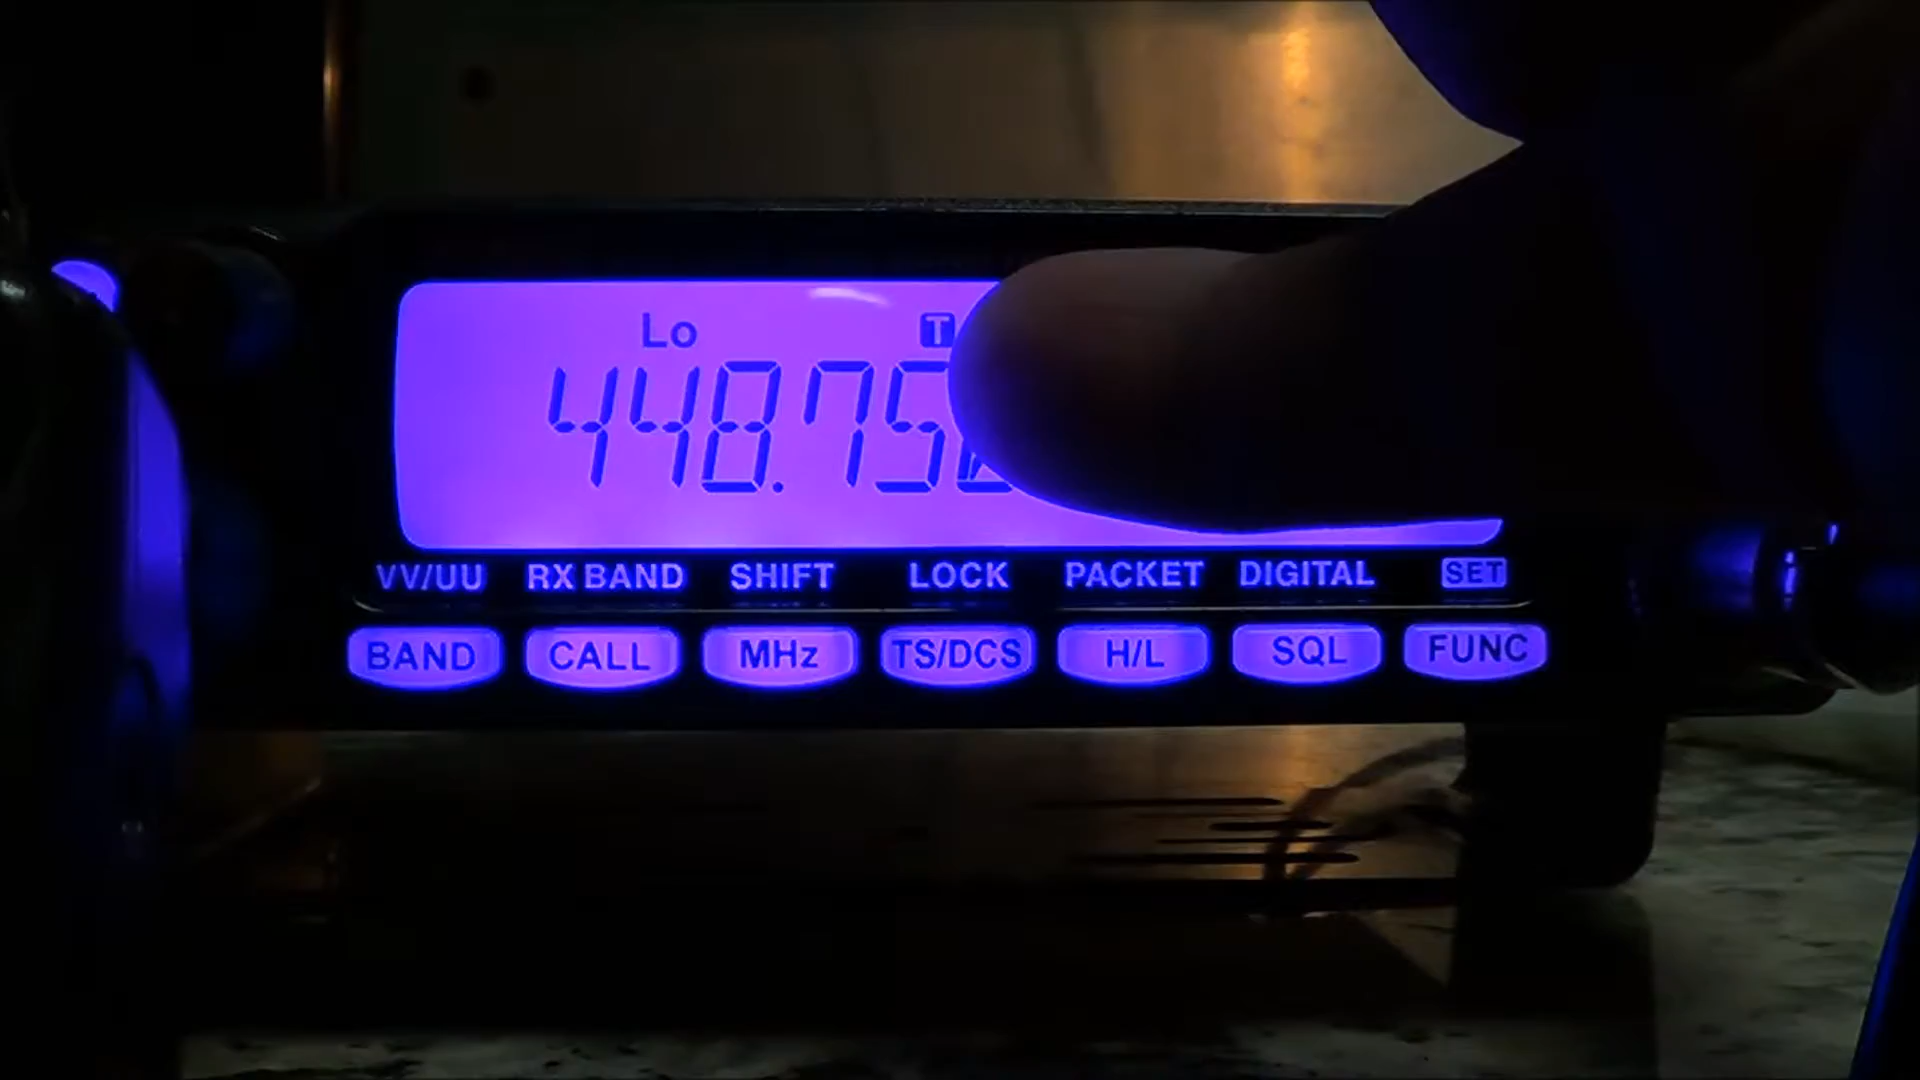 Lo T
448.75
VV/UU RX BAND SHIFT LOCK PACKET DIGITAL SET
BAND CALL MHz TS/DCS H/L SQL FUNC